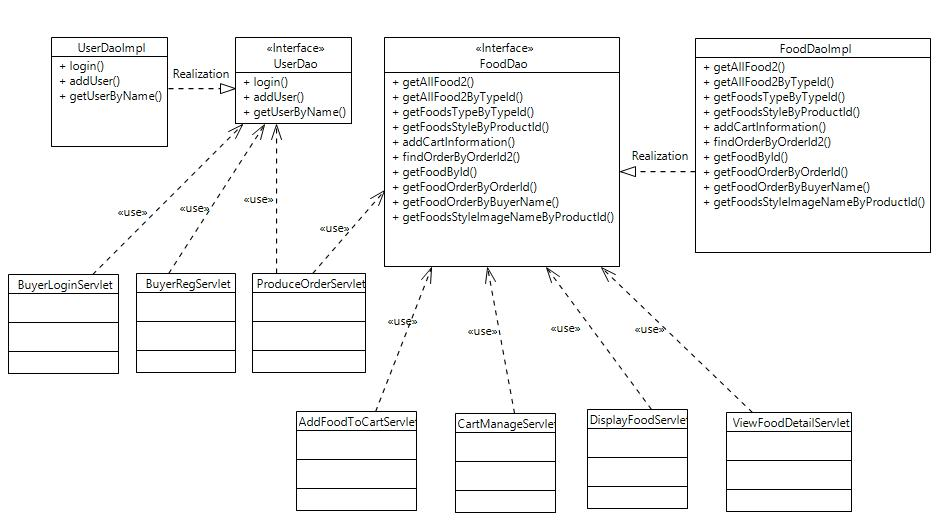 UserDaoImpl
+ login()
+ addUser()
+ getUserByName()
Realization
«Interface»
UserDao
+ login()
+ addUser()
+ getUserByName()
«Interface»
FoodDao
+ getAllFood2()
+ getAllFood2ByTypeId()
+ getFoodsTypeByTypeId()
+ getFoodsStyleByProductId()
+ addCartInformation()
+ findOrderByOrderId2()
+ getFoodById()
+ getFoodOrderByOrderId()
+ getFoodOrderByBuyerName()
+ getFoodsStyleImageNameByProductId()
Realization
FoodDaoImpl
+ getAllFood2()
+ getAllFood2ByTypeId()
+ getFoodsTypeByTypeId()
+ getFoodsStyleByProductId()
+ addCartInformation()
+ findOrderByOrderId2()
+ getFoodById()
+ getFoodOrderByOrderId()
+ getFoodOrderByBuyerName()
+ getFoodsStyleImageNameByProductId()
«use»
«use»
«use»
«use»
BuyerLoginServlet
BuyerRegServlet
ProduceOrderServlet
«use»
«use»
«use»
«use»
AddFoodToCartServlet
CartManageServlet
DisplayFoodServlet
ViewFoodDetailServlet